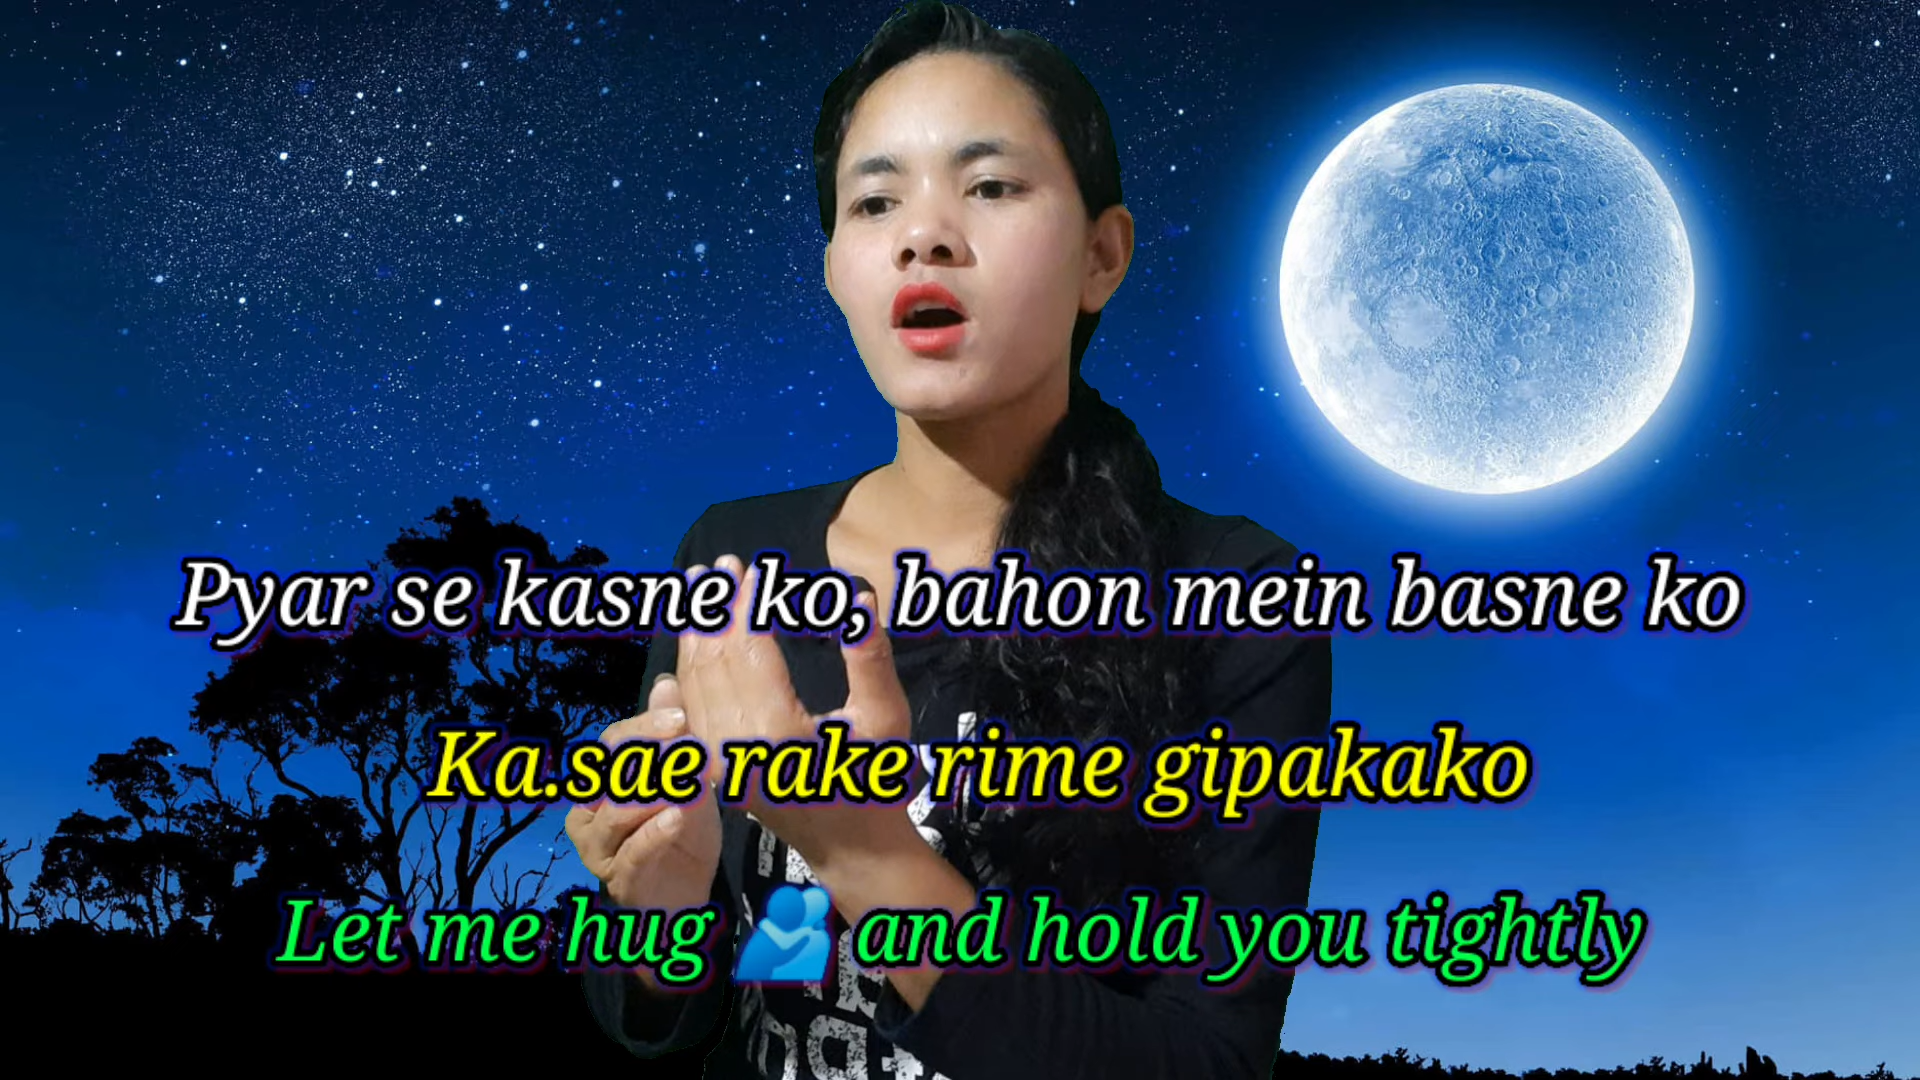 Pyar se kasne ko, bahon mein basne ko
Ka.sae rake rime gipakako
Let me hug 🫂 and hold you tightly